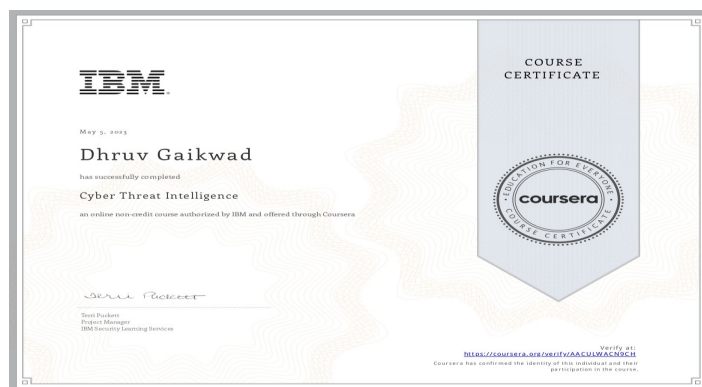 COURSE
CERTIFICATE
IBM
May 5, 2023
Dhruv Gaikwad
has successfully completed
Cyber Threat Intelligence
an online non-credit course authorized by IBM and offered through Coursera
EDUCATION FOR EVERYONE
coursera
COURSE CERTIFICATE
Terri Puckett
Terri Puckett
Project Manager
IBM Security Learning Services
Verify at:
https://coursera.org/verify/AACULWACN9CH
Coursera has confirmed the identity of this individual and their
participation in the course.